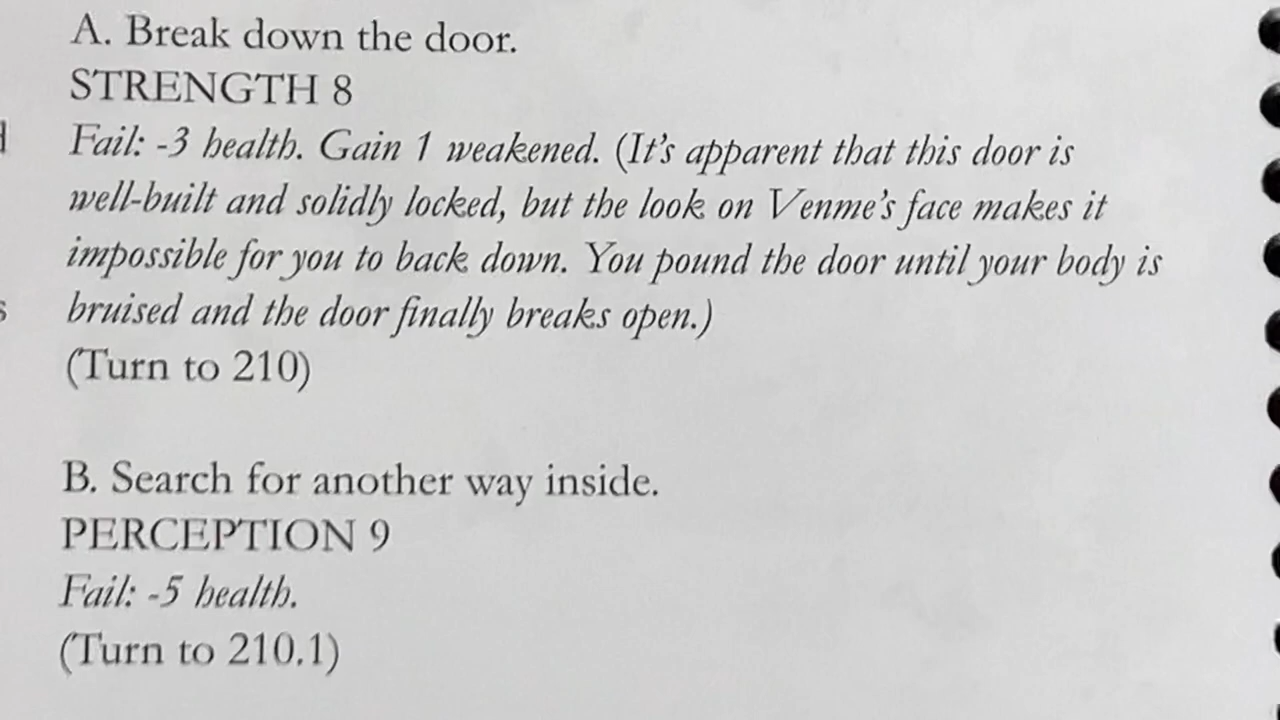 A. Break down the door.
STRENGTH 8
Fail: -3 health. Gain 1 weakened. (It's apparent that this door is
well-built and solidly locked, but the look on Venme's face makes it
impossible for you to back down. You pound the door until your body is
bruised and the door finally breaks open.)
(Turn to 210)
B. Search for another way inside.
PERCEPTION 9
Fail: -5 health.
(Turn to 210.1)